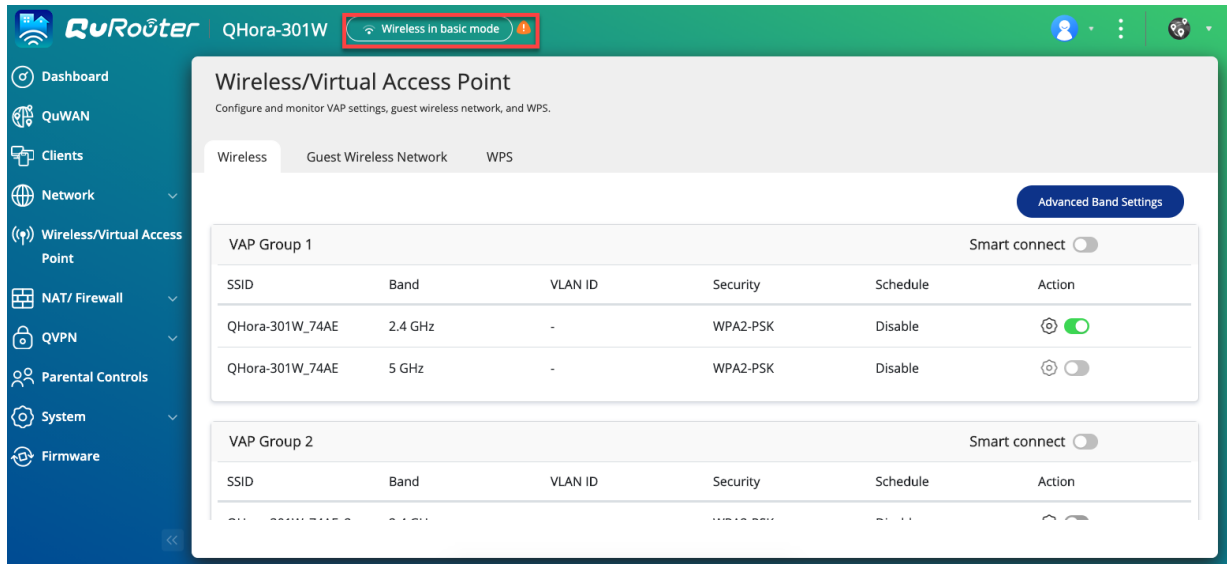 QuRoûter QHora-301W Wireless in basic mode
Dashboard
QuWAN
Clients
Network
Wireless/Virtual Access
Point
NAT/ Firewall
QVPN
Parental Controls
System
Firmware
Wireless/Virtual Access Point
Configure and monitor VAP settings, guest wireless network, and WPS.
Wireless Guest Wireless Network WPS
Advanced Band Settings
VAP Group 1 Smart connect
SSID Band VLAN ID Security Schedule Action
QHora-301W_74AE 2.4 GHz - WPA2-PSK Disable
QHora-301W_74AE 5 GHz - WPA2-PSK Disable
VAP Group 2 Smart connect
SSID Band VLAN ID Security Schedule Action